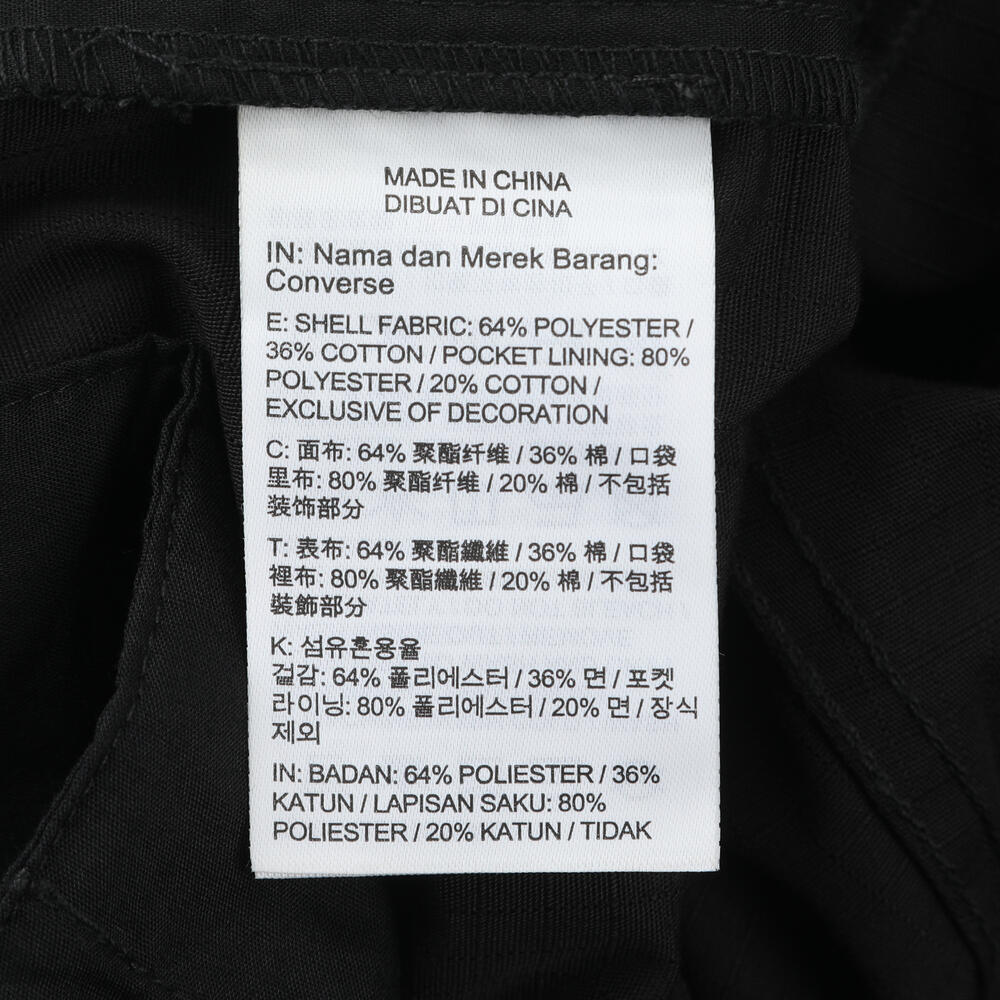 MADE IN CHINA
DIBUAT DI CINA
IN: Nama dan Merek Barang:
Converse
E: SHELL FABRIC: 64% POLYESTER /
36% COTTON / POCKET LINING: 80%
POLYESTER / 20% COTTON /
EXCLUSIVE OF DECORATION
C: 面布: 64% 聚酯纤维 / 36% 棉 / 口袋
里布: 80% 聚酯纤维 / 20% 棉 / 不包括
装饰部分
T: 表布: 64% 聚酯纖維 / 36% 棉 / 口袋
裡布: 80% 聚酯纖維 / 20% 棉 / 不包括
裝飾部分
K: 섬유혼용율
겉감: 64% 폴리에스터 / 36% 면 / 포켓
라이닝: 80% 폴리에스터 / 20% 면 / 장식
제외
IN: BADAN: 64% POLIESTER / 36%
KATUN / LAPISAN SAKU: 80%
POLIESTER / 20% KATUN / TIDAK